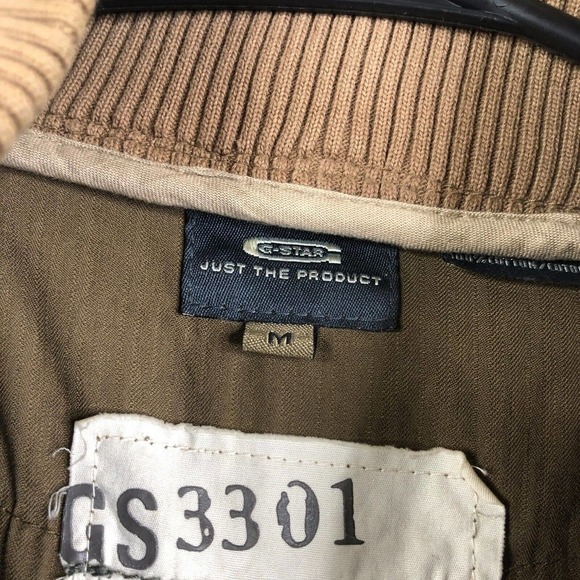 G-STAR
JUST THE PRODUCT
M
GS 3301